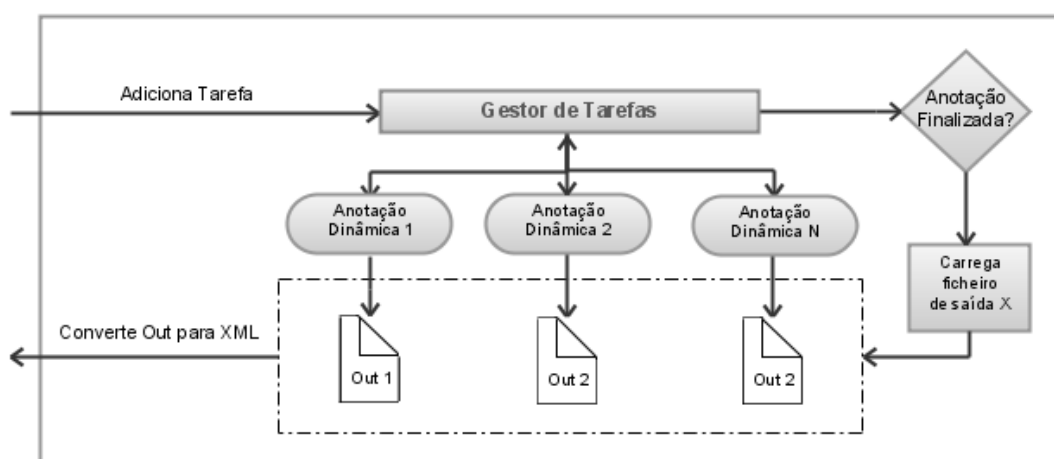 Adiciona Tarefa
Gestor de Tarefas
Anotação
Finalizada?
Anotação
Dinâmica 1
Anotação
Dinâmica 2
Anotação
Dinâmica N
Carrega
ficheiro
de saída X
Converte Out para XML
Out 1
Out 2
Out 2